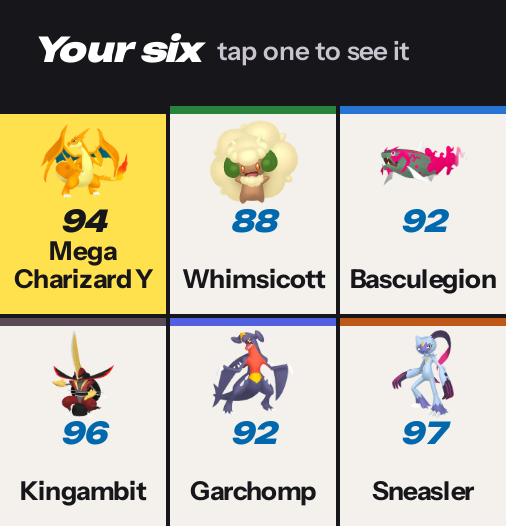 Your six tap one to see it
94 88 92
Mega
Charizard Y Whimsicott Basculegion
96 92 97
Kingambit Garchomp Sneasler